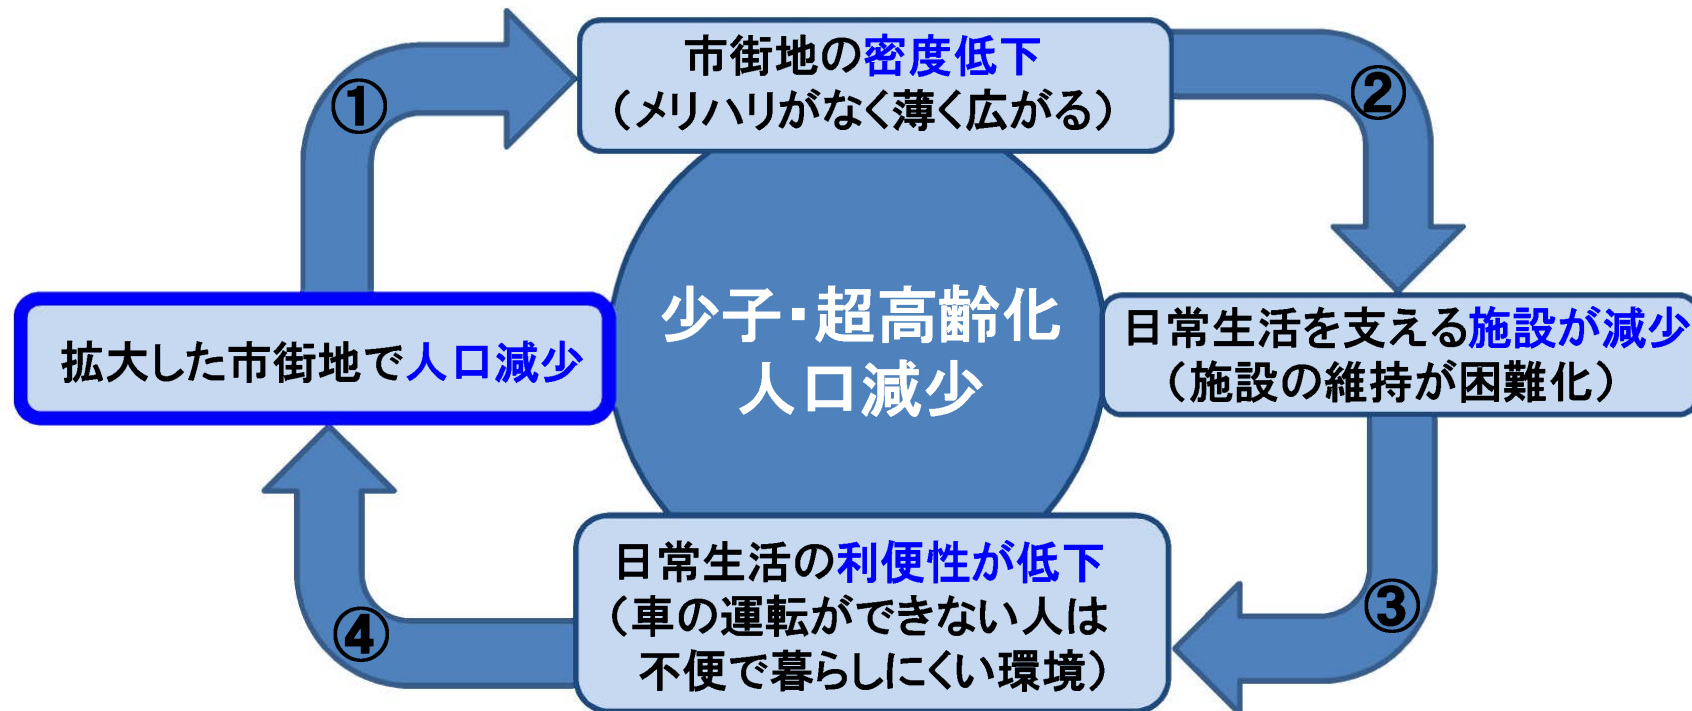 ①
市街地の密度低下
（メリハリがなく薄く広がる）
②
拡大した市街地で人口減少
少子・超高齢化
人口減少
日常生活を支える施設が減少
（施設の維持が困難化）
③
日常生活の利便性が低下
（車の運転ができない人は
不便で暮らしにくい環境）
④